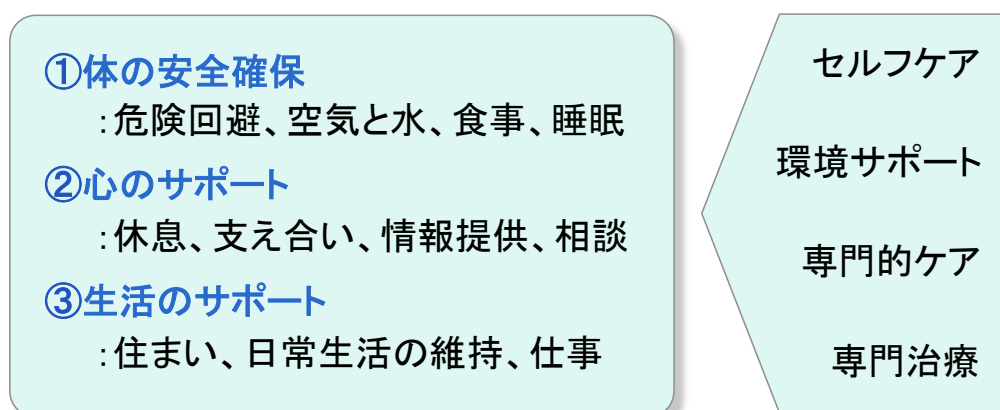 ①体の安全確保
：危険回避、空気と水、食事、睡眠
②心のサポート
：休息、支え合い、情報提供、相談
③生活のサポート
：住まい、日常生活の維持、仕事
セルフケア
環境サポート
専門的ケア
専門治療